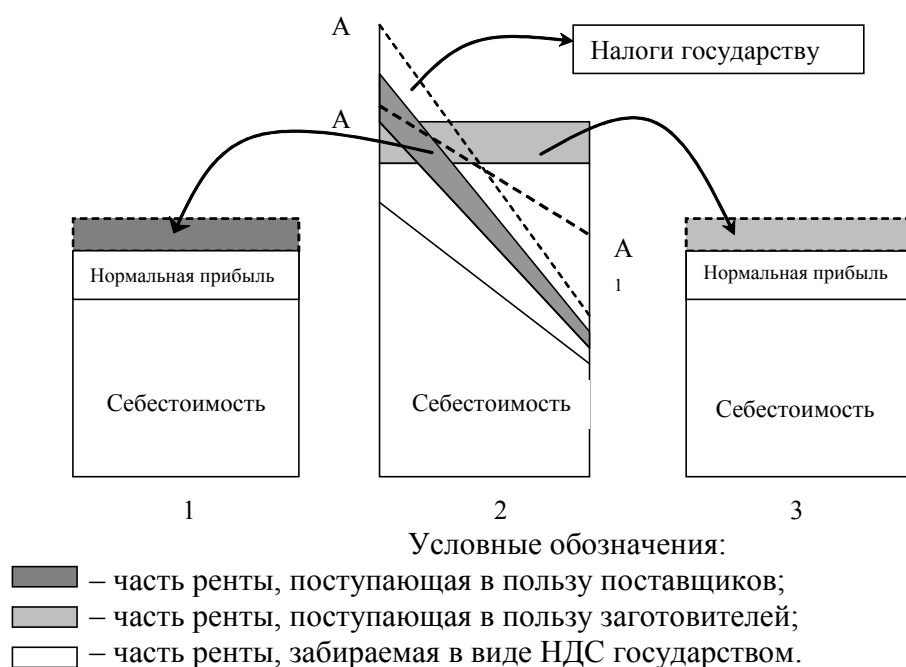 А
Налоги государству
А
А
1
Нормальная прибыль
Нормальная прибыль
Себестоимость
Себестоимость
Себестоимость
1
2
3
Условные обозначения:
– часть ренты, поступающая в пользу поставщиков;
– часть ренты, поступающая в пользу заготовителей;
– часть ренты, забираемая в виде НДС государством.